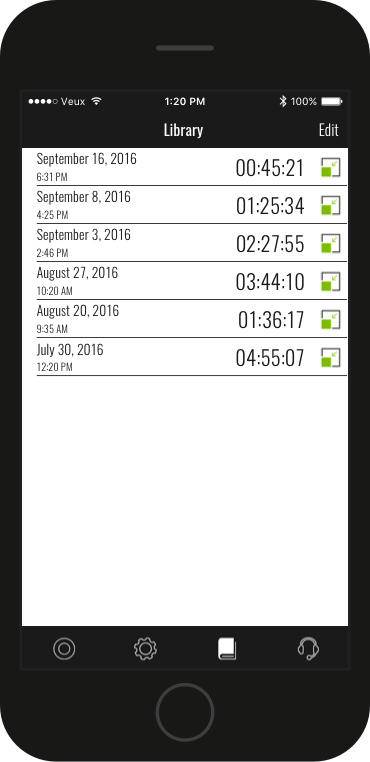 Veux 1:20 PM 100%
Library Edit
September 16, 2016
6:31 PM 00:45:21
September 8, 2016
4:25 PM 01:25:34
September 3, 2016
2:46 PM 02:27:55
August 27, 2016
10:20 AM 03:44:10
August 20, 2016
9:35 AM 01:36:17
July 30, 2016
12:20 PM 04:55:07